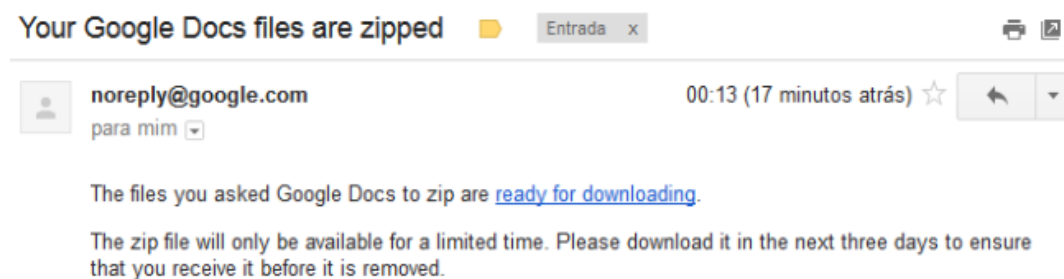 Your Google Docs files are zipped
Entrada x
noreply@google.com
00:13 (17 minutos atrás)
para mim
The files you asked Google Docs to zip are ready for downloading.
The zip file will only be available for a limited time. Please download it in the next three days to ensure
that you receive it before it is removed.